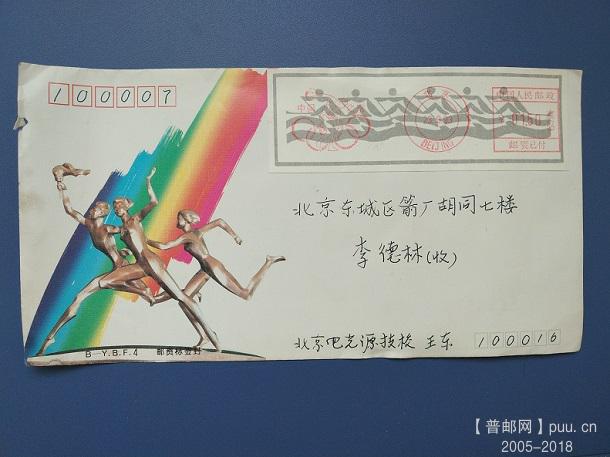 100007
中国人民邮政
0160
BEIJING
邮资已付
北京东城区箭厂胡同七楼
李德林(收)
B—Y.B.F.4 邮资标签封
北京电光源技校 王东 100016
【普邮网】puu.cn
2005-2018